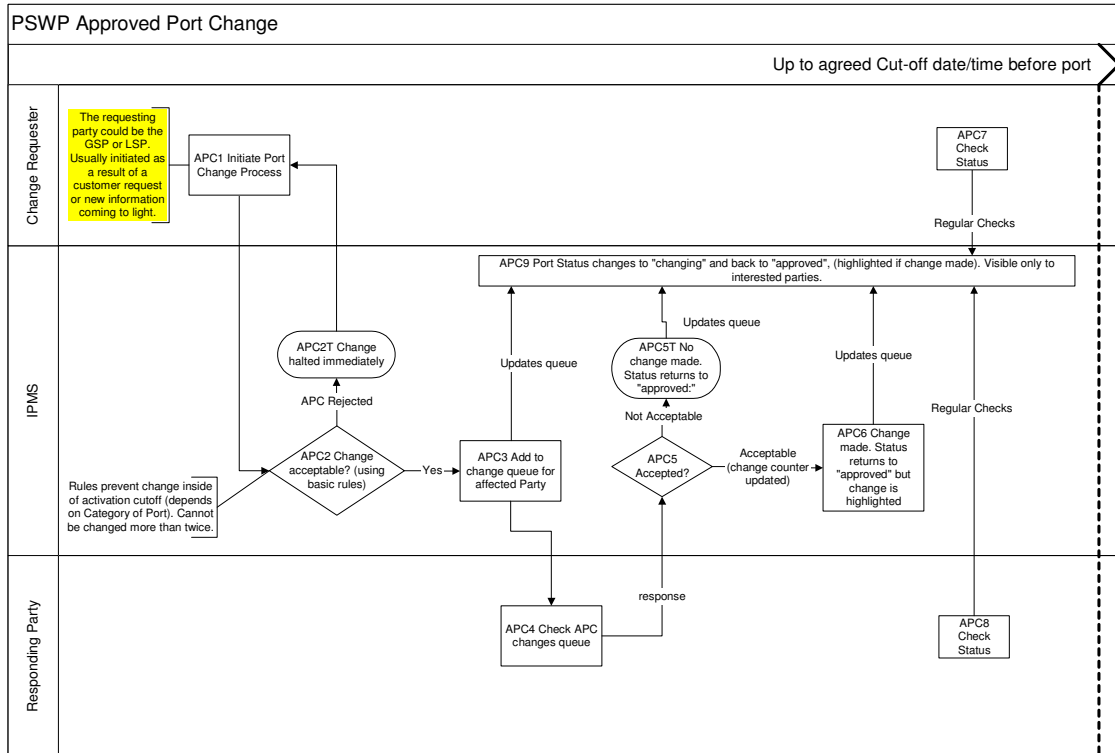 PSWP Approved Port Change
Up to agreed Cut-off date/time before port
Change Requester
The requesting
party could be the
GSP or LSP.
Usually initiated as
a result of a
customer request
or new information
coming to light.
APC1 Initiate Port
Change Process
APC7
Check
Status
Regular Checks
IPMS
APC9 Port Status changes to "changing" and back to "approved", (highlighted if change made). Visible only to
interested parties.
APC2T Change
halted immediately
APC Rejected
APC2 Change
acceptable? (using
basic rules)
Rules prevent change inside
of activation cutoff (depends
on Category of Port). Cannot
be changed more than twice.
Yes
APC3 Add to
change queue for
affected Party
Updates queue
Updates queue
APC5T No
change made.
Status returns to
"approved:"
Not Acceptable
APC5
Accepted?
Acceptable
(change counter
updated)
Updates queue
APC6 Change
made. Status
returns to
"approved" but
change is
highlighted
Regular Checks
Responding Party
APC4 Check APC
changes queue
response
APC8
Check
Status